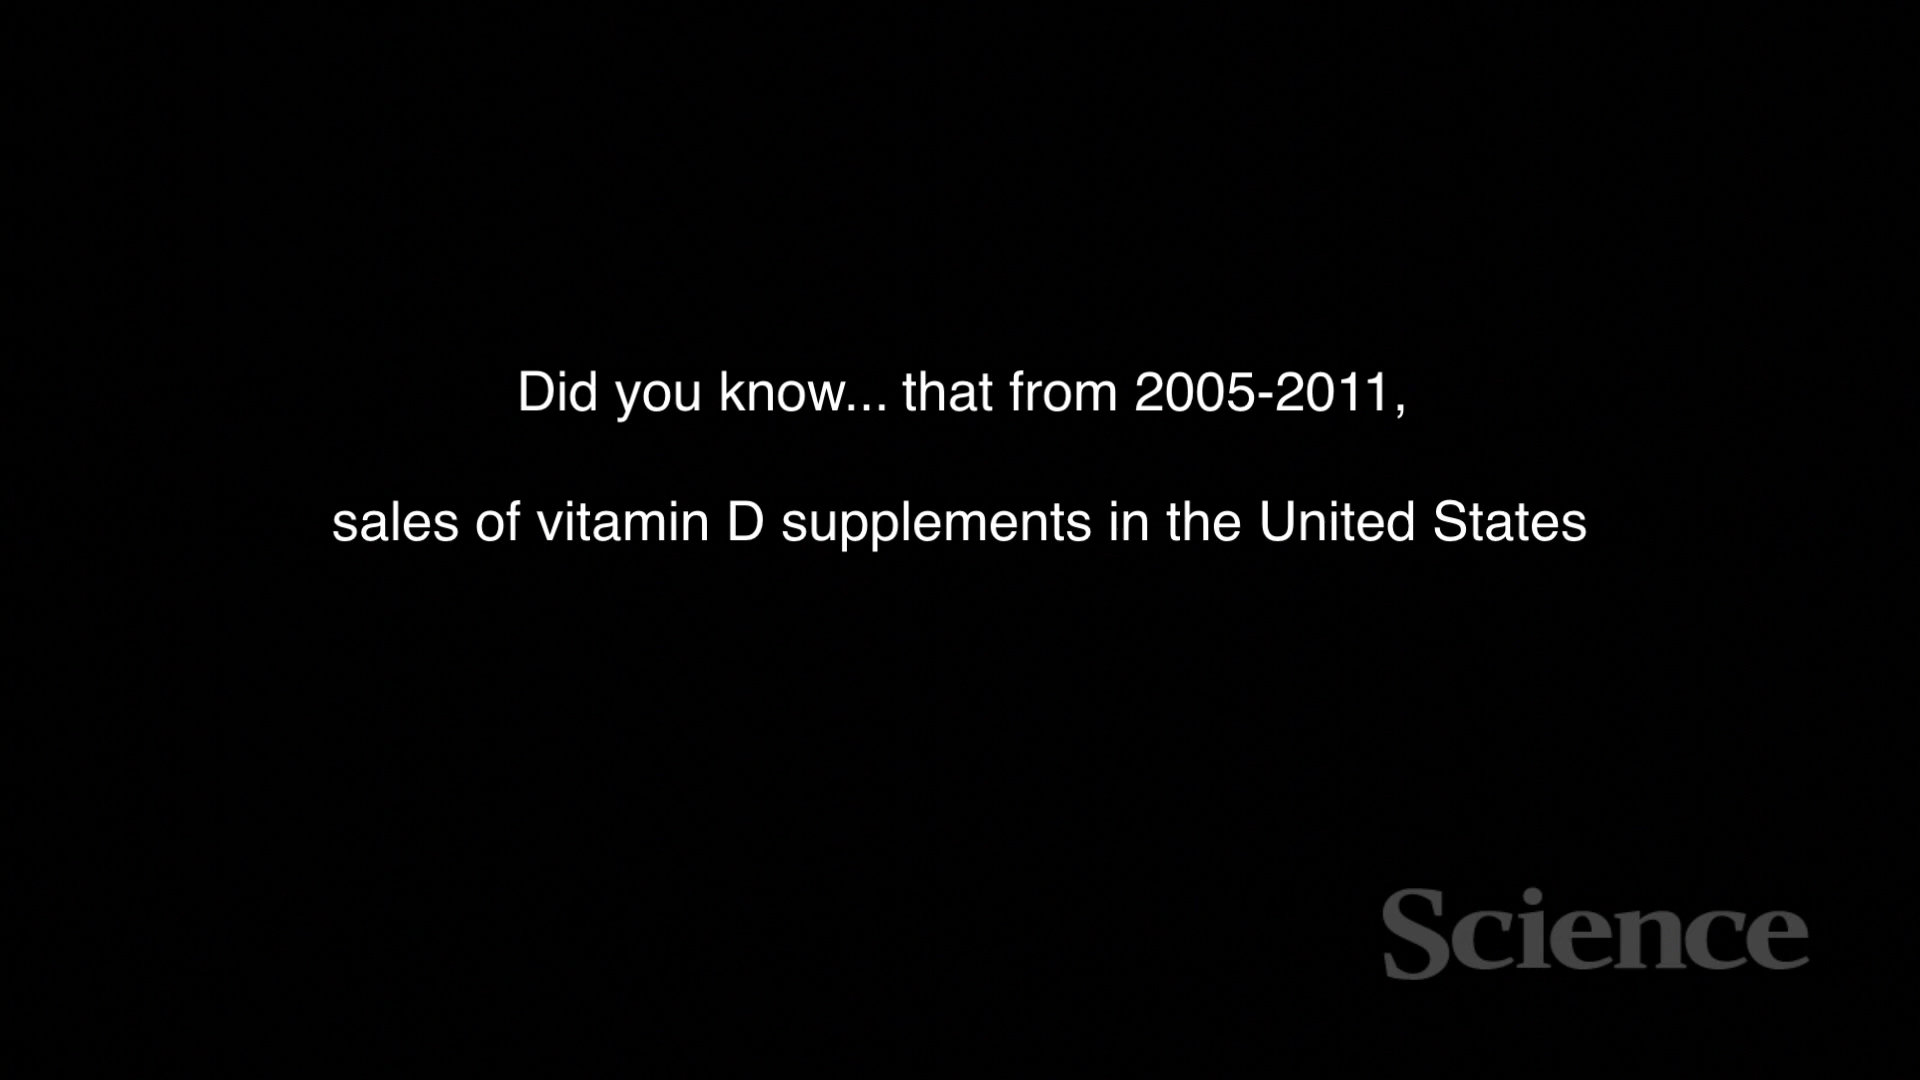 Did you know... that from 2005-2011,
sales of vitamin D supplements in the United States
Science